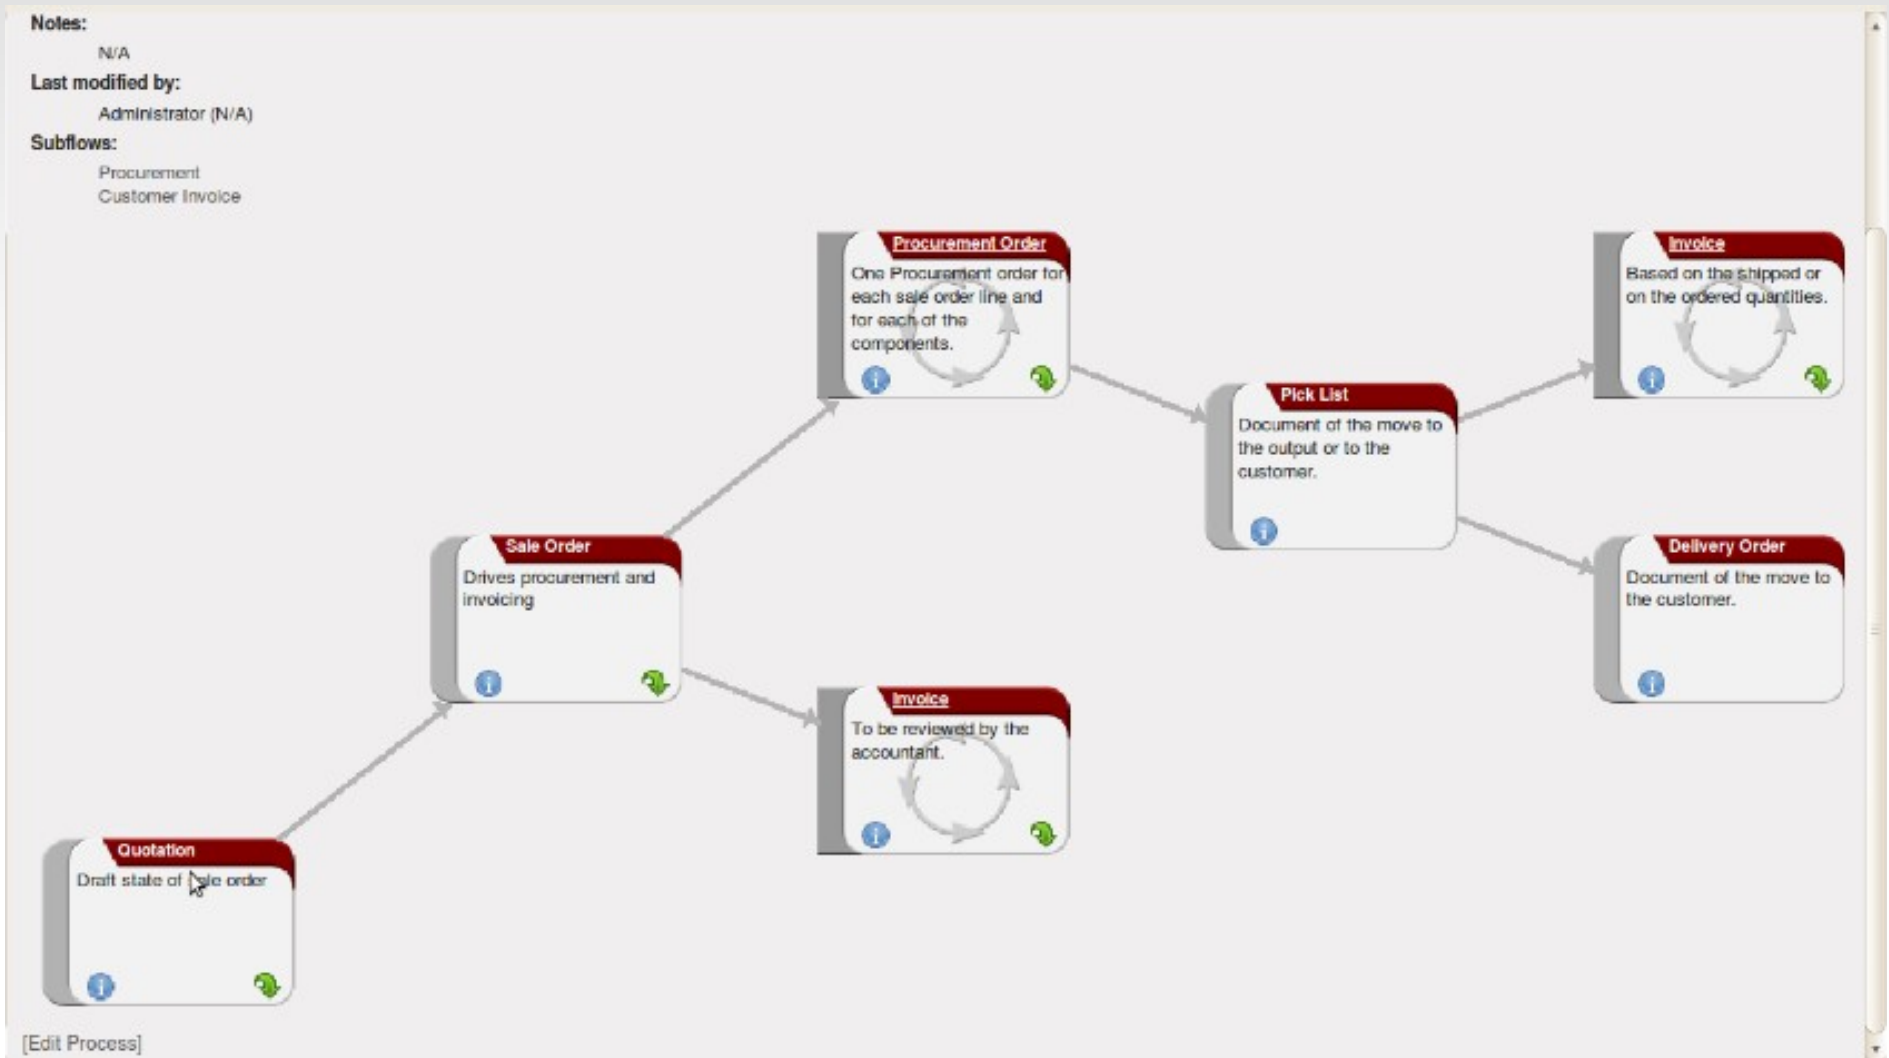 Notes:
N/A
Last modified by:
Administrator (N/A)
Subflows:
Procurement
Customer Invoice
Procurement Order
One Procurement order for
each sale order line and
for each of the
components.
Invoice
Based on the shipped or
on the ordered quantities.
Pick List
Document of the move to
the output or to the
customer.
Sale Order
Drives procurement and
invoicing
Delivery Order
Document of the move to
the customer.
Invoice
To be reviewed by the
accountant.
Quotation
Draft state of sale order
[Edit Process]